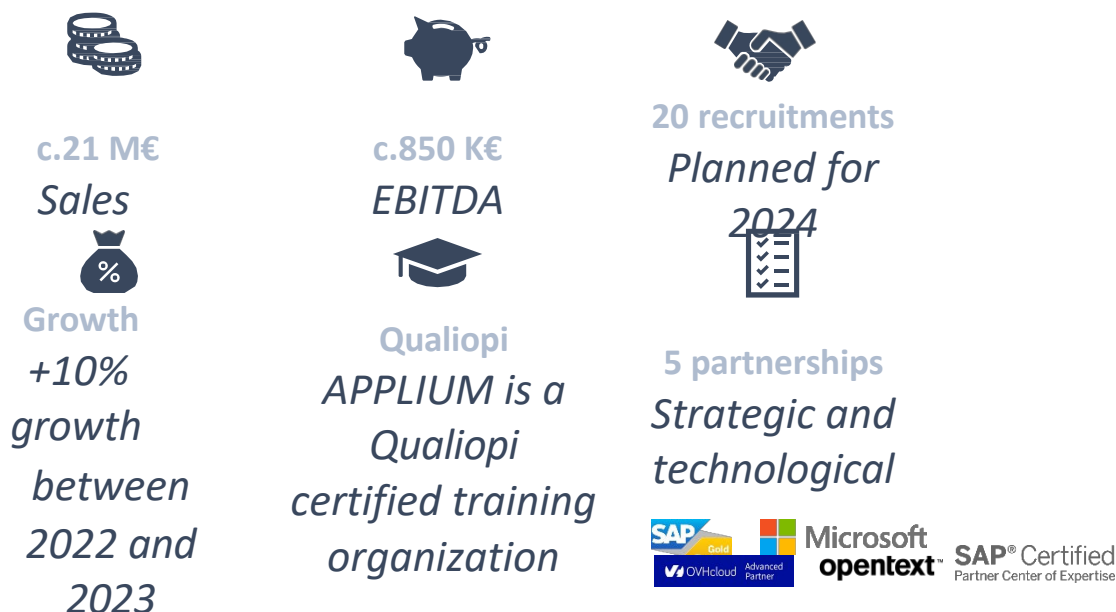 c.21 M€
Sales
c.850 K€
EBITDA
20 recruitments
Planned for
2024
%
Growth
+10%
growth
between
2022 and
2023
Qualiopi
APPLIUM is a
Qualiopi
certified training
organization
5 partnerships
Strategic and
technological
SAP
Gold
Microsoft
OVHcloud Advanced
Partner
opentext™
SAP® Certified
Partner Center of Expertise